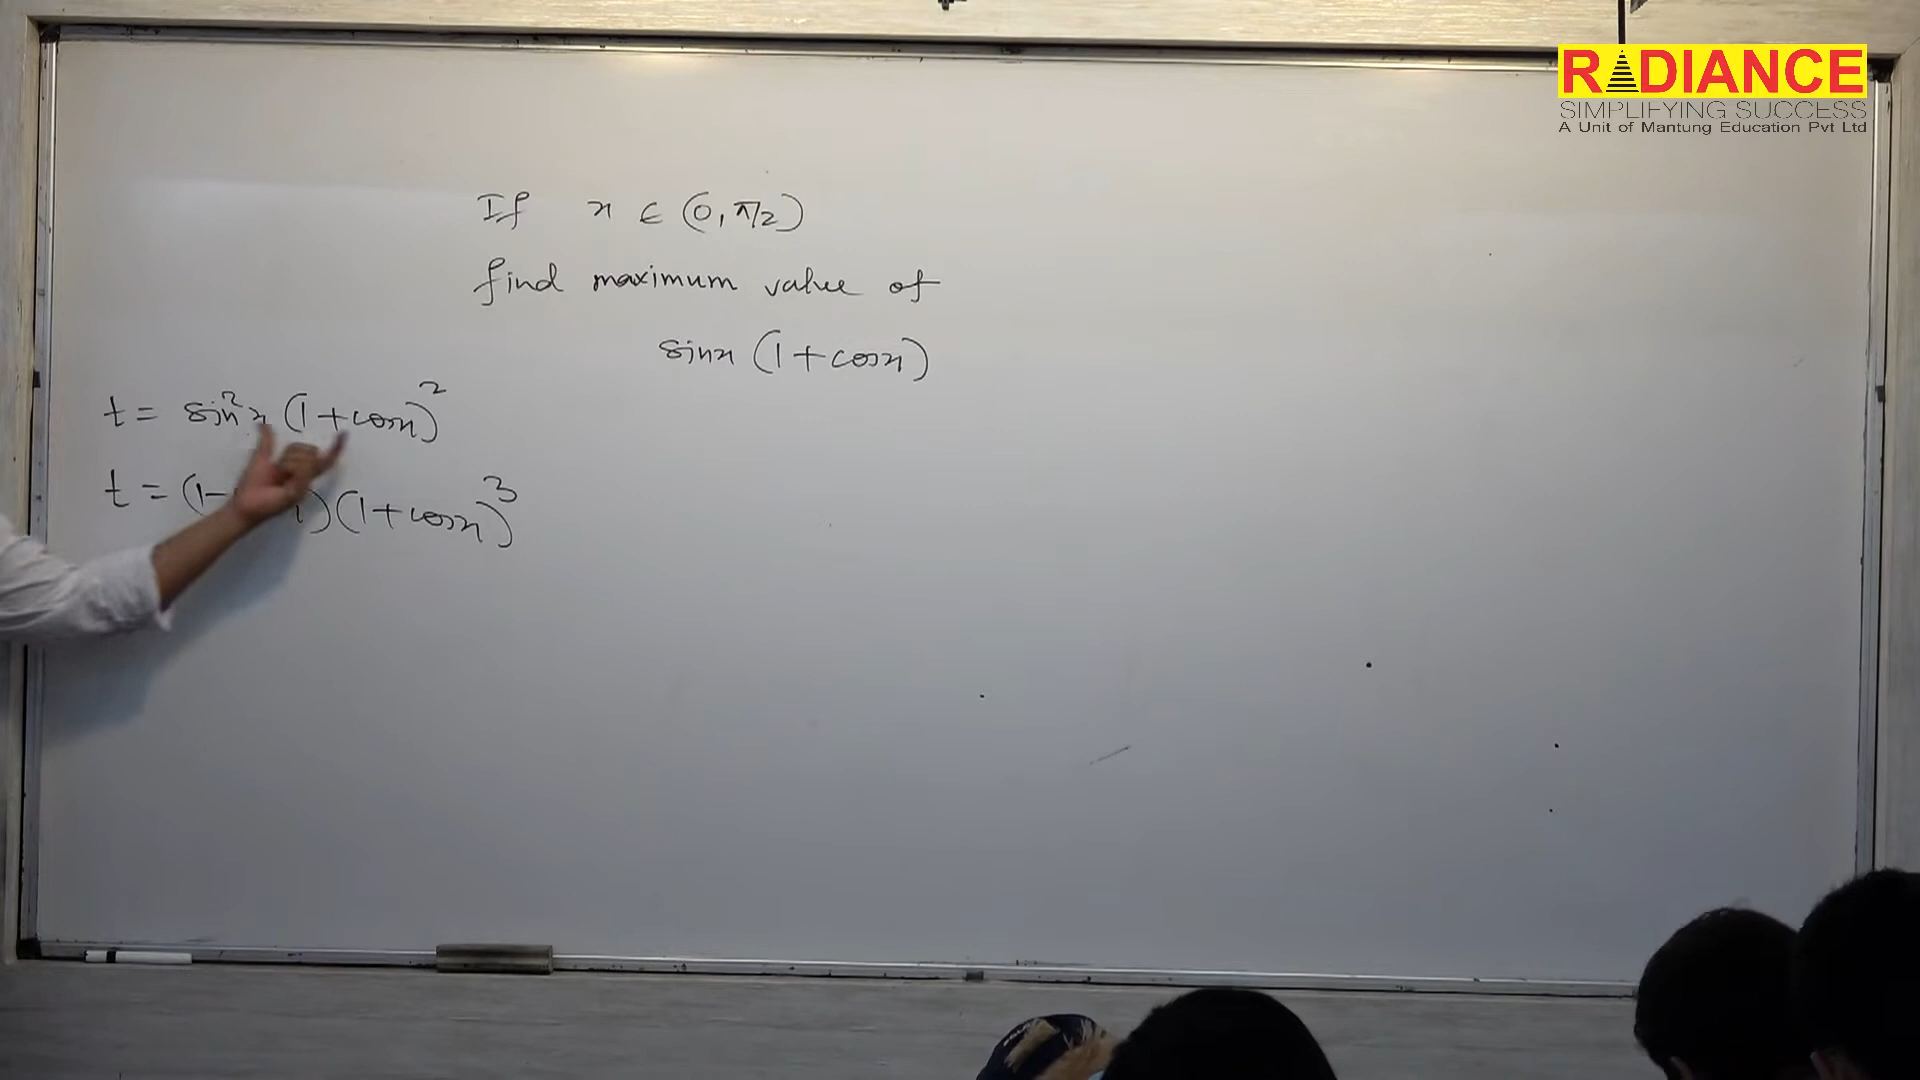 RADIANCE
SIMPLIFYING SUCCESS
A Unit of Mantung Education Pvt Ltd
If x ∈ (0, π/2)
find maximum value of
sinx (1 + cosx)
t = sin²x (1 + cosx)²
t = (1 - ) (1 + cosx)³